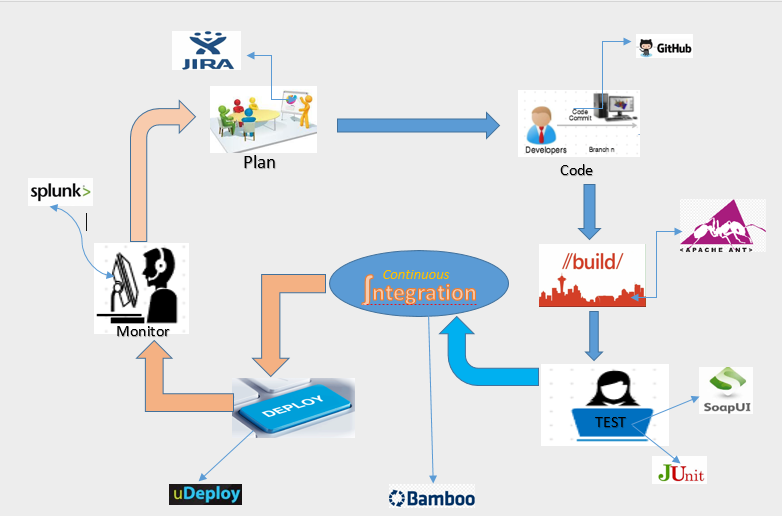 JIRA
GitHub
Code
Commit
Developers
Branch n
Plan
Code
splunk>
APACHE ANT
//build/
Continuous
∫ntegration
Monitor
DEPLOY
TEST
SoapUI
JUnit
uDeploy
Bamboo